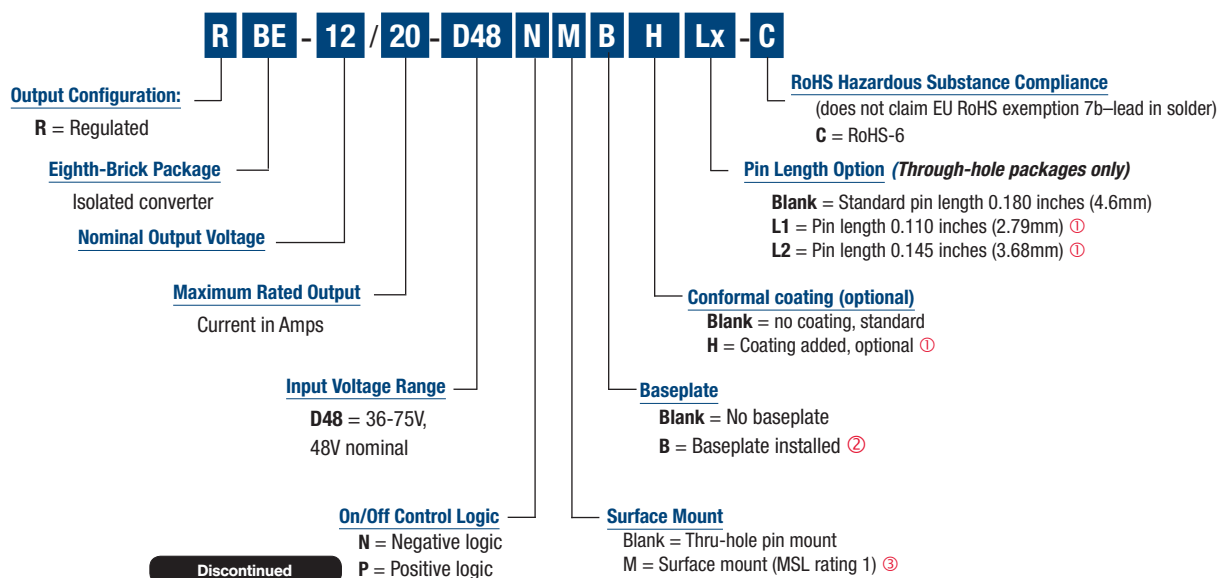 R BE - 12 / 20 - D48 N M B H Lx - C
RoHS Hazardous Substance Compliance
(does not claim EU RoHS exemption 7b–lead in solder)
C = RoHS-6
Output Configuration:
R = Regulated
Eighth-Brick Package
Isolated converter
Pin Length Option (Through-hole packages only)
Blank = Standard pin length 0.180 inches (4.6mm)
L1 = Pin length 0.110 inches (2.79mm) ①
L2 = Pin length 0.145 inches (3.68mm) ①
Nominal Output Voltage
Maximum Rated Output
Current in Amps
Conformal coating (optional)
Blank = no coating, standard
H = Coating added, optional ①
Input Voltage Range
D48 = 36-75V,
48V nominal
Baseplate
Blank = No baseplate
B = Baseplate installed ②
On/Off Control Logic
N = Negative logic
P = Positive logic
Surface Mount
Blank = Thru-hole pin mount
M = Surface mount (MSL rating 1) ③
Discontinued